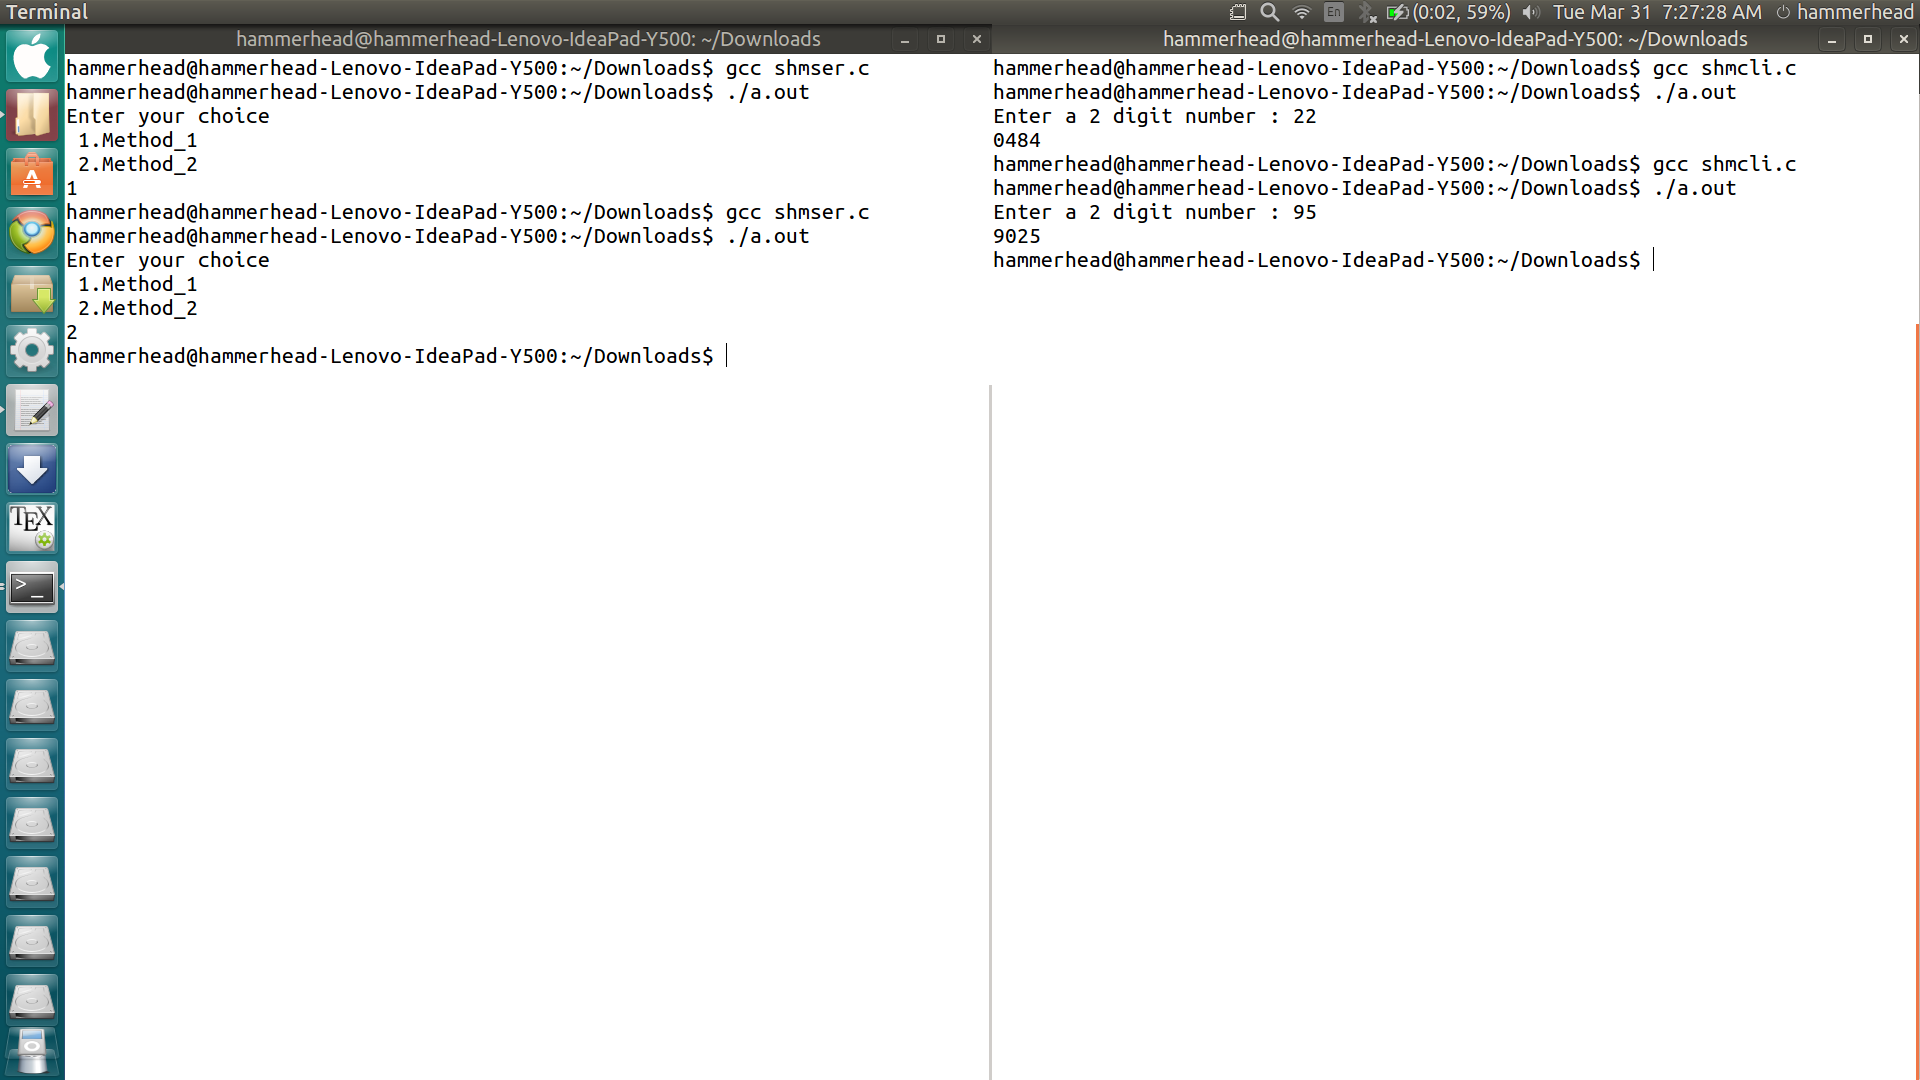 Terminal
En
(0:02, 59%)
Tue Mar 31  7:27:28 AM
hammerhead
hammerhead@hammerhead-Lenovo-IdeaPad-Y500: ~/Downloads
hammerhead@hammerhead-Lenovo-IdeaPad-Y500:~/Downloads$ gcc shmser.c
hammerhead@hammerhead-Lenovo-IdeaPad-Y500:~/Downloads$ ./a.out
Enter your choice
 1.Method_1
 2.Method_2
1
hammerhead@hammerhead-Lenovo-IdeaPad-Y500:~/Downloads$ gcc shmser.c
hammerhead@hammerhead-Lenovo-IdeaPad-Y500:~/Downloads$ ./a.out
Enter your choice
 1.Method_1
 2.Method_2
2
hammerhead@hammerhead-Lenovo-IdeaPad-Y500:~/Downloads$
hammerhead@hammerhead-Lenovo-IdeaPad-Y500: ~/Downloads
hammerhead@hammerhead-Lenovo-IdeaPad-Y500:~/Downloads$ gcc shmcli.c
hammerhead@hammerhead-Lenovo-IdeaPad-Y500:~/Downloads$ ./a.out
Enter a 2 digit number : 22
0484
hammerhead@hammerhead-Lenovo-IdeaPad-Y500:~/Downloads$ gcc shmcli.c
hammerhead@hammerhead-Lenovo-IdeaPad-Y500:~/Downloads$ ./a.out
Enter a 2 digit number : 95
9025
hammerhead@hammerhead-Lenovo-IdeaPad-Y500:~/Downloads$
TEX
>_